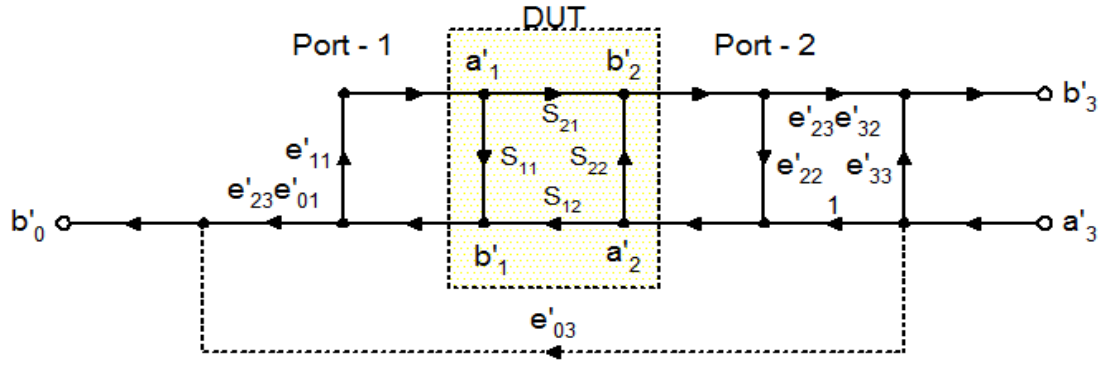 DUT
Port - 1
Port - 2
a'₁
b'₂
b'₃
S₂₁
e'₂₃e'₃₂
e'₁₁
S₁₁
S₂₂
e'₂₂
e'₃₃
e'₂₃e'₀₁
S₁₂
1
b'₀
a'₃
b'₁
a'₂
e'₀₃